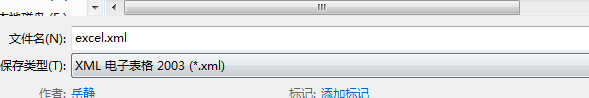 文件名(N): excel.xml
保存类型(T): XML 电子表格 2003 (*.xml)
作者: 岳静 标记: 添加标记